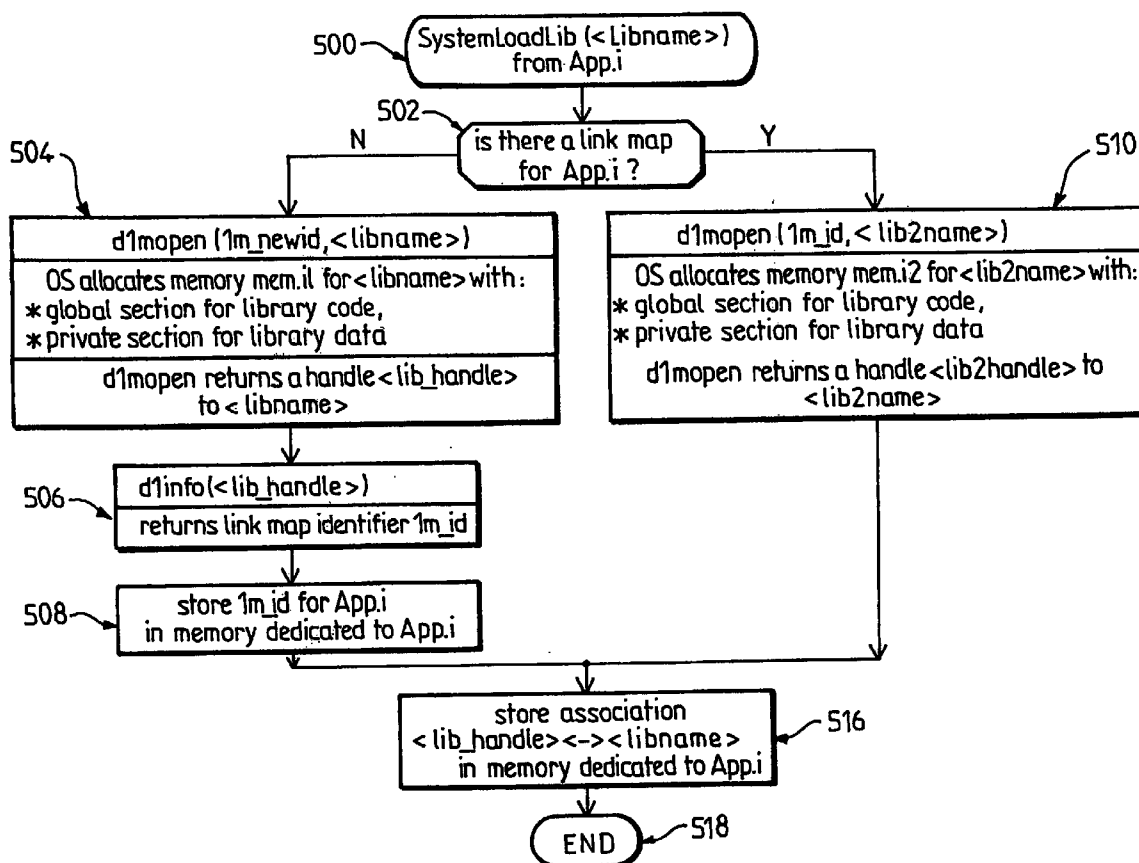 500
SystemLoadLib (<Libname>)
from App.i
502
is there a link map
for App.i ?
N
Y
504
d1mopen (1m_newid,<libname>)
OS allocates memory mem.i1 for<libname>with:
* global section for library code,
* private section for library data
d1mopen returns a handle<lib_handle>
to <libname>
510
d1mopen (1m_id,<lib2name>)
OS allocates memory mem.i2 for<lib2name>with:
* global section for library code,
* private section for library data
d1mopen returns a handle<lib2handle> to
<lib2name>
506
d1info(<lib_handle>)
returns link map identifier 1m_id
508
store 1m_id for App.i
in memory dedicated to App.i
store association
<lib_handle><-><libname>
in memory dedicated to App.i
516
END
518